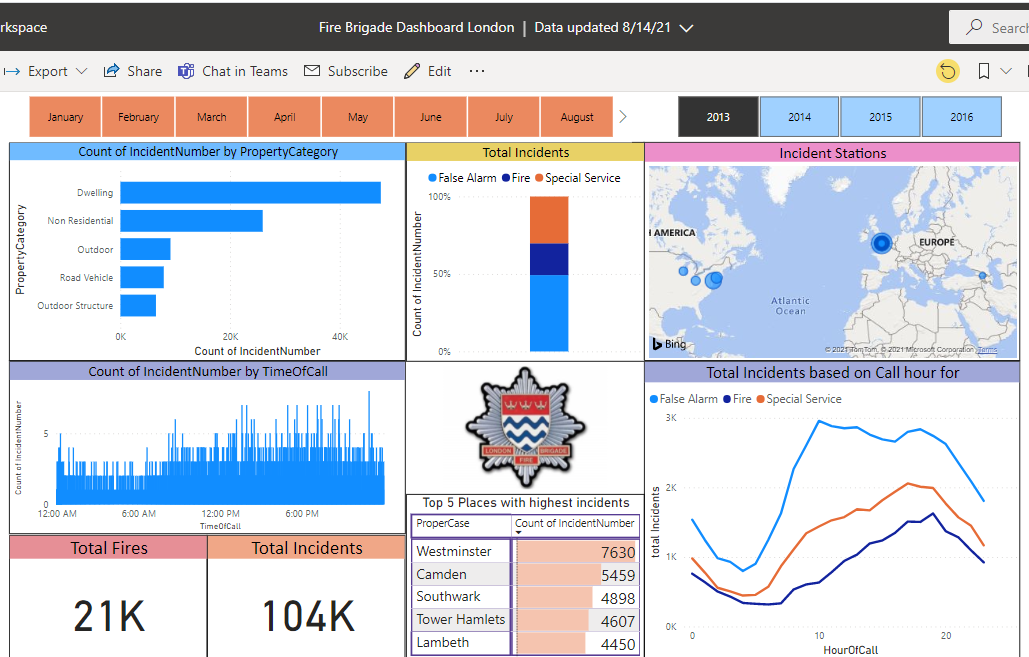 rkspace
Fire Brigade Dashboard London | Data updated 8/14/21
Search
Export
Share
Chat in Teams
Subscribe
Edit
...
January
February
March
April
May
June
July
August
2013
2014
2015
2016
Count of IncidentNumber by PropertyCategory
PropertyCategory
Dwelling
Non Residential
Outdoor
Road Vehicle
Outdoor Structure
0K
20K
40K
Count of IncidentNumber
Total Incidents
False Alarm
Fire
Special Service
Count of IncidentNumber
100%
50%
0%
Incident Stations
H AMERICA
EUROPE
Atlantic
Ocean
Bing
© 2021 TomTom, © 2021 Microsoft Corporation Terms
Count of IncidentNumber by TimeOfCall
Count of IncidentNumber
5
0
12:00 AM
6:00 AM
12:00 PM
6:00 PM
TimeOfCall
LONDON
FIRE
BRIGADE
Total Incidents based on Call hour for
False Alarm
Fire
Special Service
total Incidents
3K
2K
1K
0K
0
10
20
HourOfCall
Total Fires
21K
Total Incidents
104K
Top 5 Places with highest incidents
ProperCase
Count of IncidentNumber
Westminster 7630
Camden 5459
Southwark 4898
Tower Hamlets 4607
Lambeth 4450